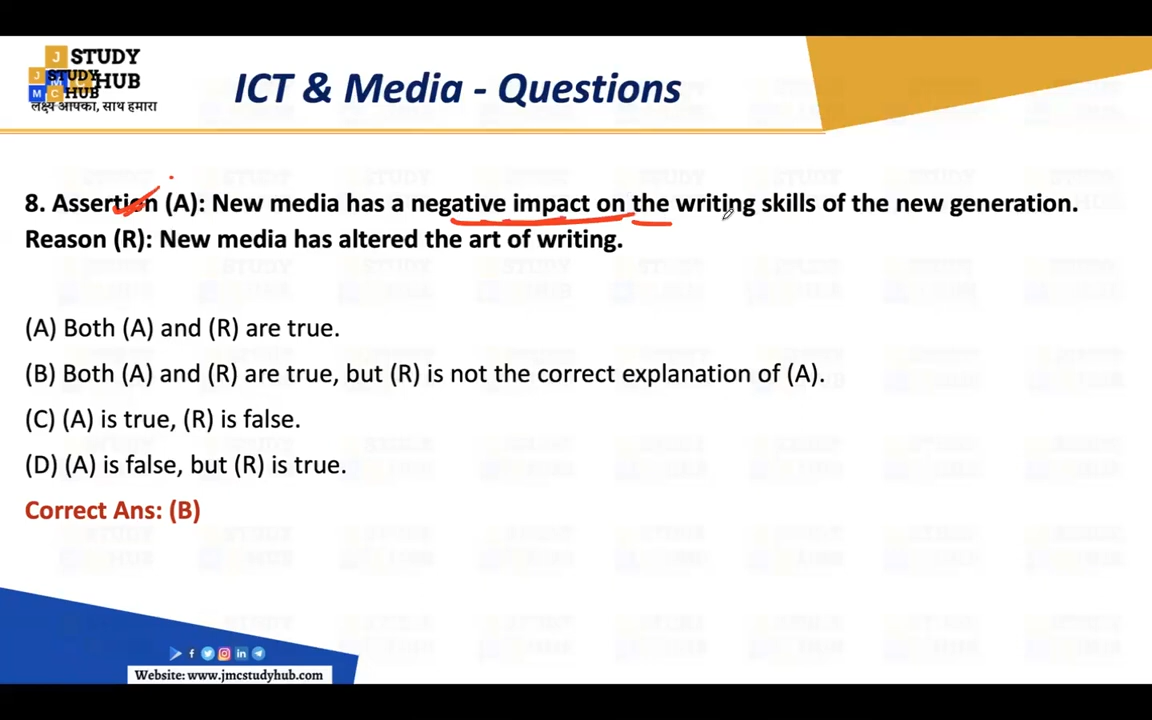 J STUDY
M HUB
C
J STUDY
M HUB
C
लक्ष्य आपका, साथ हमारा
ICT & Media - Questions
8. Assertion (A): New media has a negative impact on the writing skills of the new generation.
Reason (R): New media has altered the art of writing.
(A) Both (A) and (R) are true.
(B) Both (A) and (R) are true, but (R) is not the correct explanation of (A).
(C) (A) is true, (R) is false.
(D) (A) is false, but (R) is true.
Correct Ans: (B)
Website: www.jmcstudyhub.com